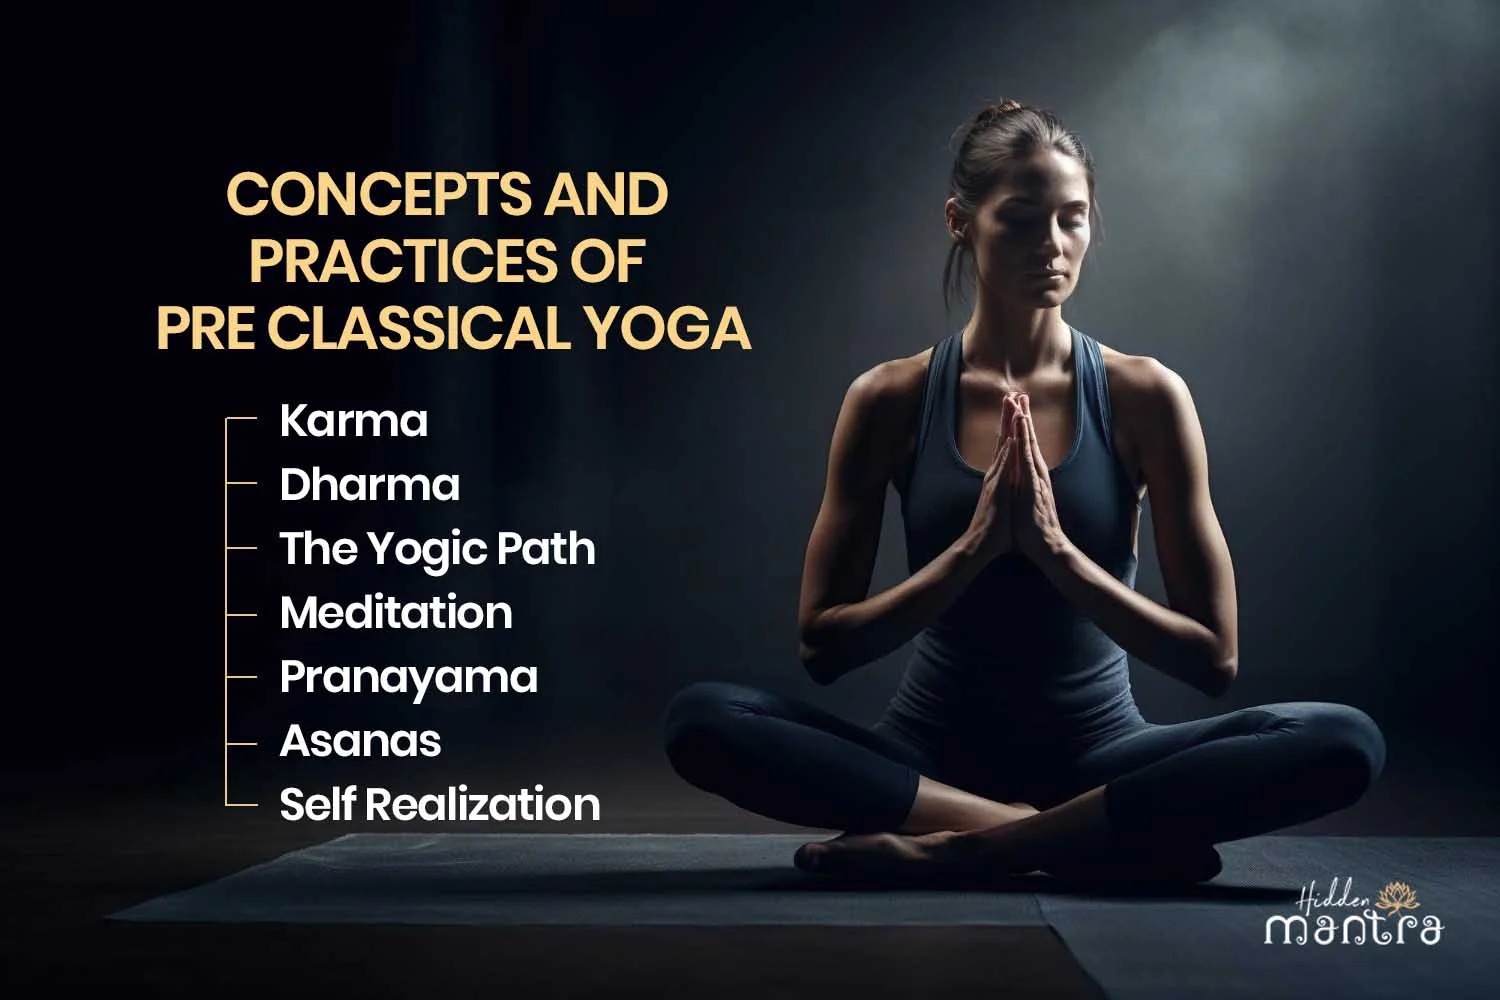 CONCEPTS AND
PRACTICES OF
PRE CLASSICAL YOGA
Karma
Dharma
The Yogic Path
Meditation
Pranayama
Asanas
Self Realization
Hidden
mantra